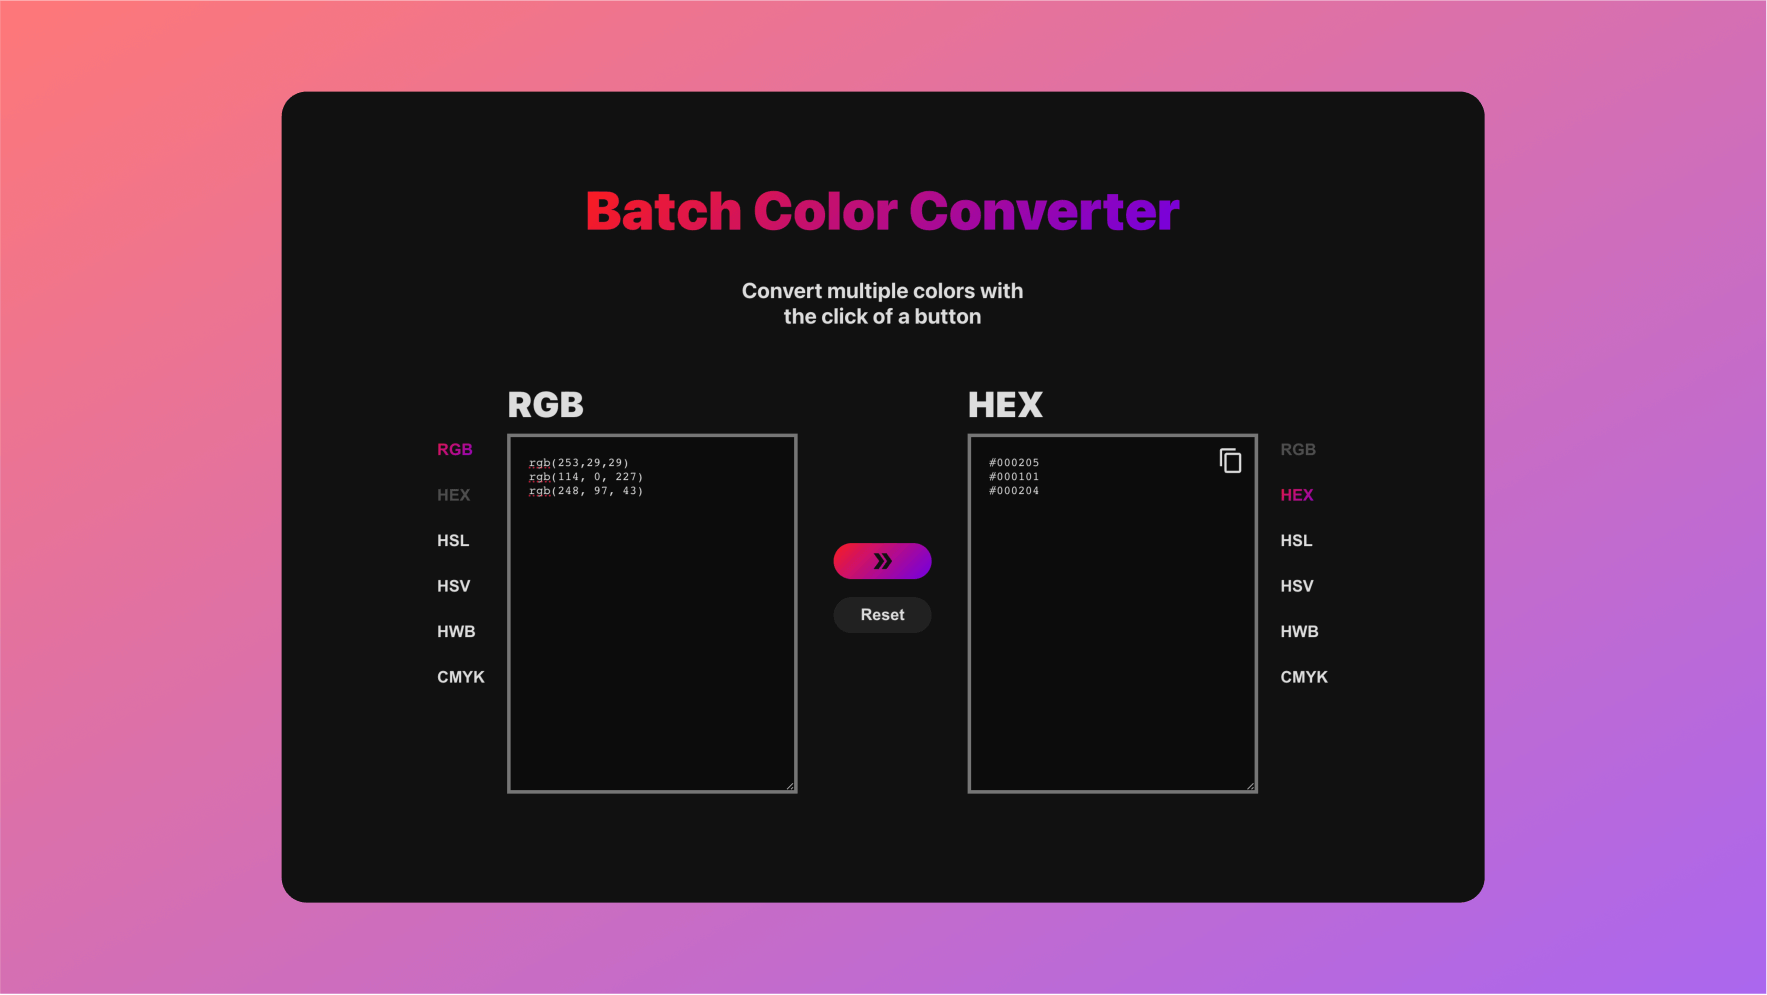 Batch Color Converter
Convert multiple colors with
the click of a button
RGB
RGB
HEX
HSL
HSV
HWB
CMYK
rgb(253,29,29)
rgb(114, 0, 227)
rgb(248, 97, 43)
Reset
HEX
#000205
#000101
#000204
RGB
HEX
HSL
HSV
HWB
CMYK